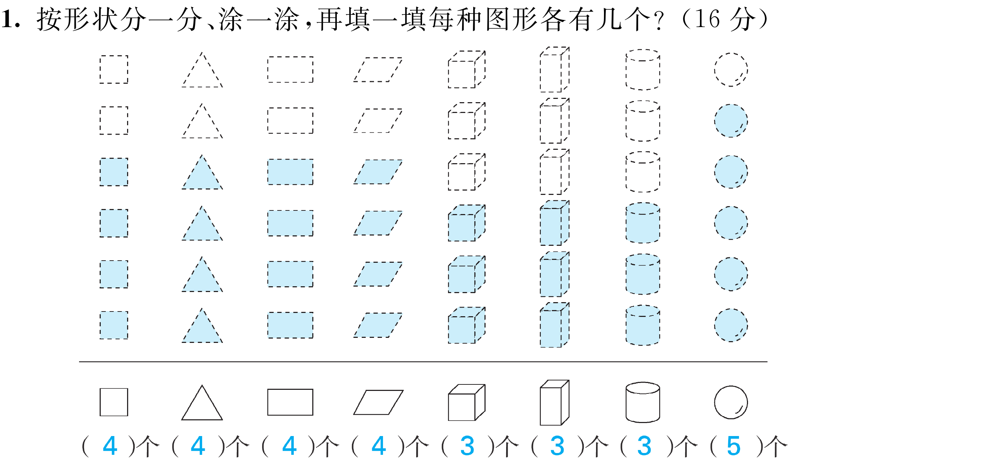 1. 按形状分一分、涂一涂,再填一填每种图形各有几个?(16 分)
( 4 )个 ( 4 )个 ( 4 )个 ( 4 )个 ( 3 )个 ( 3 )个 ( 3 )个 ( 5 )个